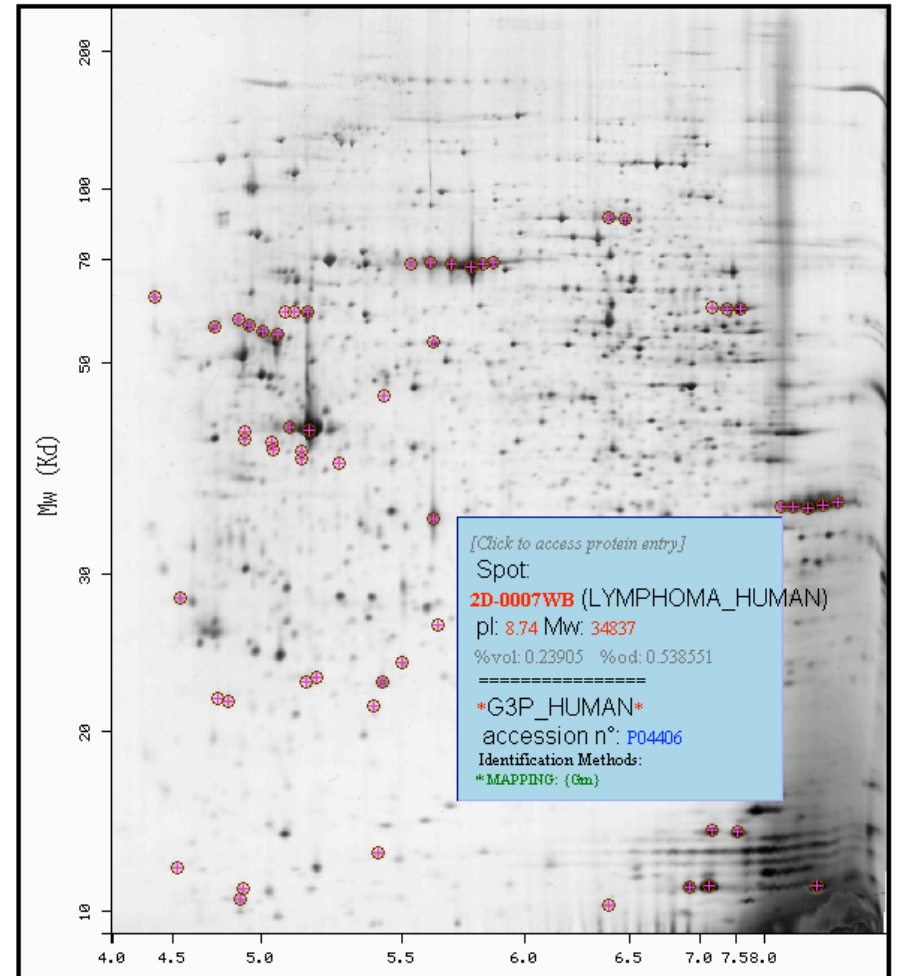 200
100
70
50
30
20
10
Mw (Kd)
[Click to access protein entry]
Spot:
2D-0007WB (LYMPHOMA_HUMAN)
pI: 8.74 Mw: 34837
%vol: 0.23905 %od: 0.538551
================
*G3P_HUMAN*
accession n°: P04406
Identification Methods:
* MAPPING: {Gm}
4.0 4.5 5.0 5.5 6.0 6.5 7.0 7.58.0